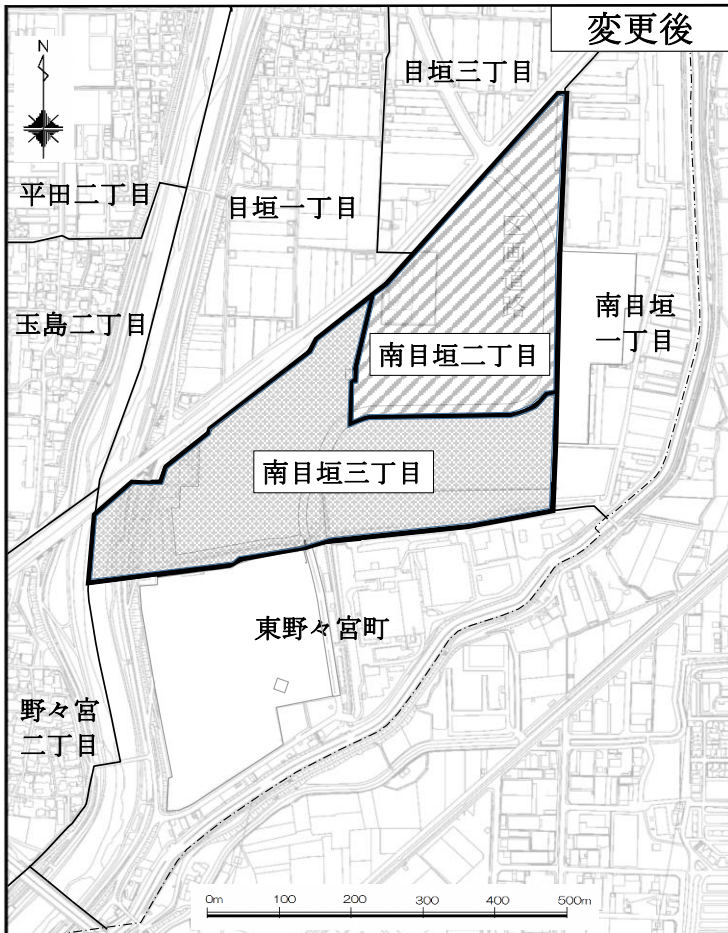 変更後
N
目垣三丁目
平田二丁目
目垣一丁目
区画道路
玉島二丁目
南目垣
一丁目
南目垣二丁目
南目垣三丁目
東野々宮町
野々宮
二丁目
0m 100 200 300 400 500m